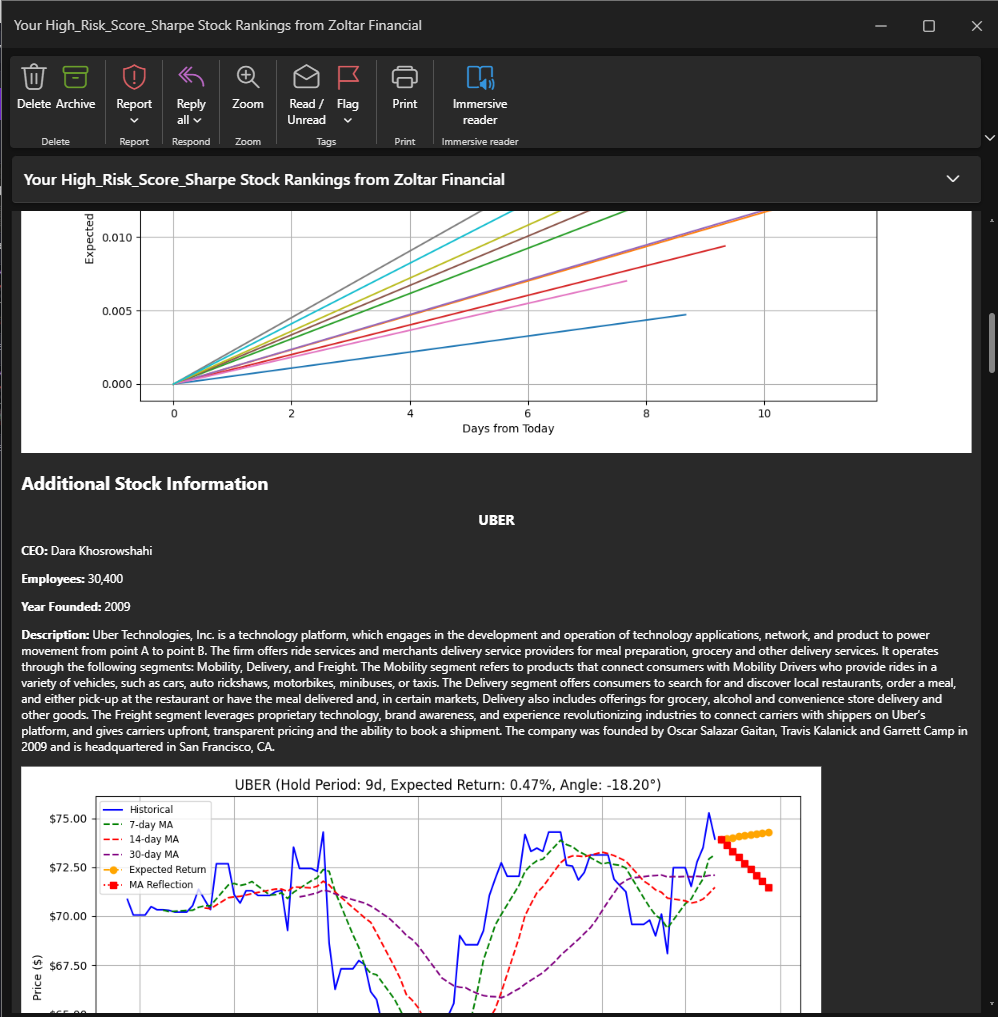 Your High_Risk_Score_Sharpe Stock Rankings from Zoltar Financial
Delete Archive Report Reply all Zoom Read / Unread Flag Print Immersive reader
Delete Report Respond Zoom Tags Print Immersive reader
Your High_Risk_Score_Sharpe Stock Rankings from Zoltar Financial
Expected
0.010
0.005
0.000
0 2 4 6 8 10
Days from Today
Additional Stock Information
UBER
CEO: Dara Khosrowshahi
Employees: 30,400
Year Founded: 2009
Description: Uber Technologies, Inc. is a technology platform, which engages in the development and operation of technology applications, network, and product to power
movement from point A to point B. The firm offers ride services and merchants delivery service providers for meal preparation, grocery and other delivery services. It operates
through the following segments: Mobility, Delivery, and Freight. The Mobility segment refers to products that connect consumers with Mobility Drivers who provide rides in a
variety of vehicles, such as cars, auto rickshaws, motorbikes, minibuses, or taxis. The Delivery segment offers consumers to search for and discover local restaurants, order a meal,
and either pick-up at the restaurant or have the meal delivered and, in certain markets, Delivery also includes offerings for grocery, alcohol and convenience store delivery and
other goods. The Freight segment leverages proprietary technology, brand awareness, and experience revolutionizing industries to connect carriers with shippers on Uber's
platform, and gives carriers upfront, transparent pricing and the ability to book a shipment. The company was founded by Oscar Salazar Gaitan, Travis Kalanick and Garrett Camp in
2009 and is headquartered in San Francisco, CA.
UBER (Hold Period: 9d, Expected Return: 0.47%, Angle: -18.20°)
Historical
7-day MA
14-day MA
30-day MA
Expected Return
MA Reflection
$75.00
$72.50
$70.00
$67.50
Price ($)